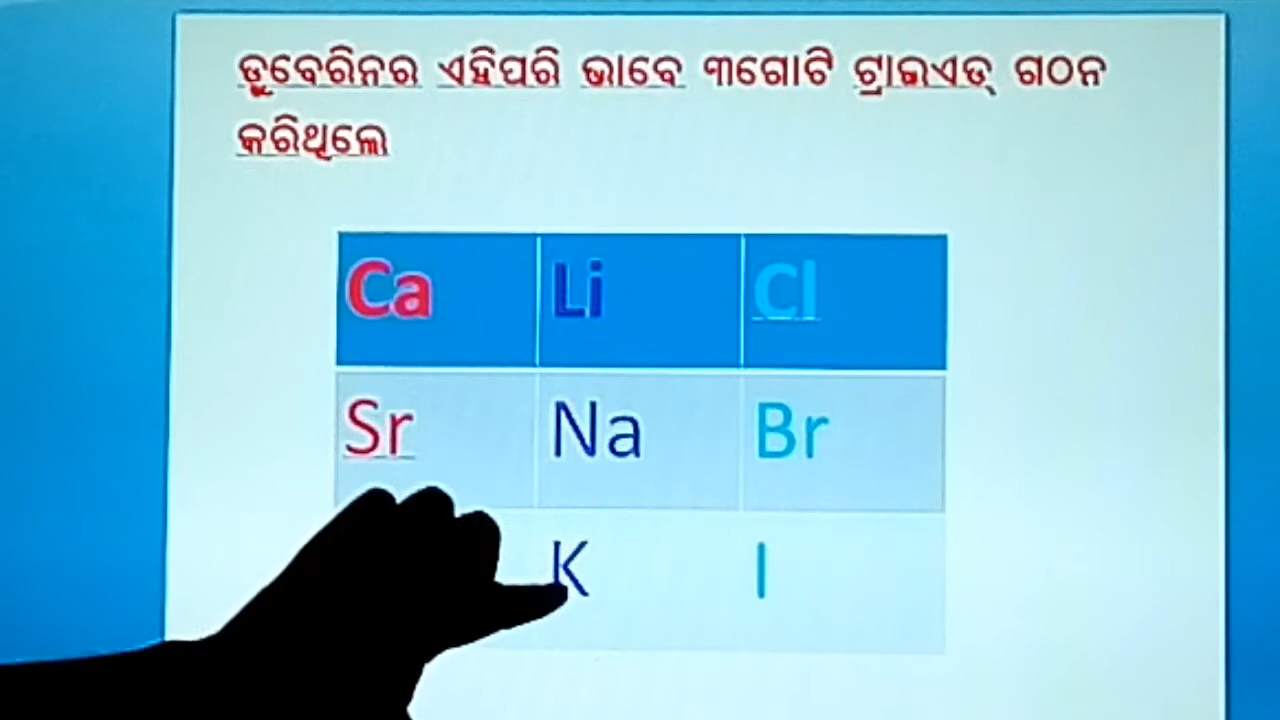 ଡୁବେରିନର ଏହିପରି ଭାବେ ୩ଗୋଟି ଟ୍ରାଇଏଡ୍ ଗଠନ
କରିଥିଲେ
Ca Li Cl
Sr Na Br
K I